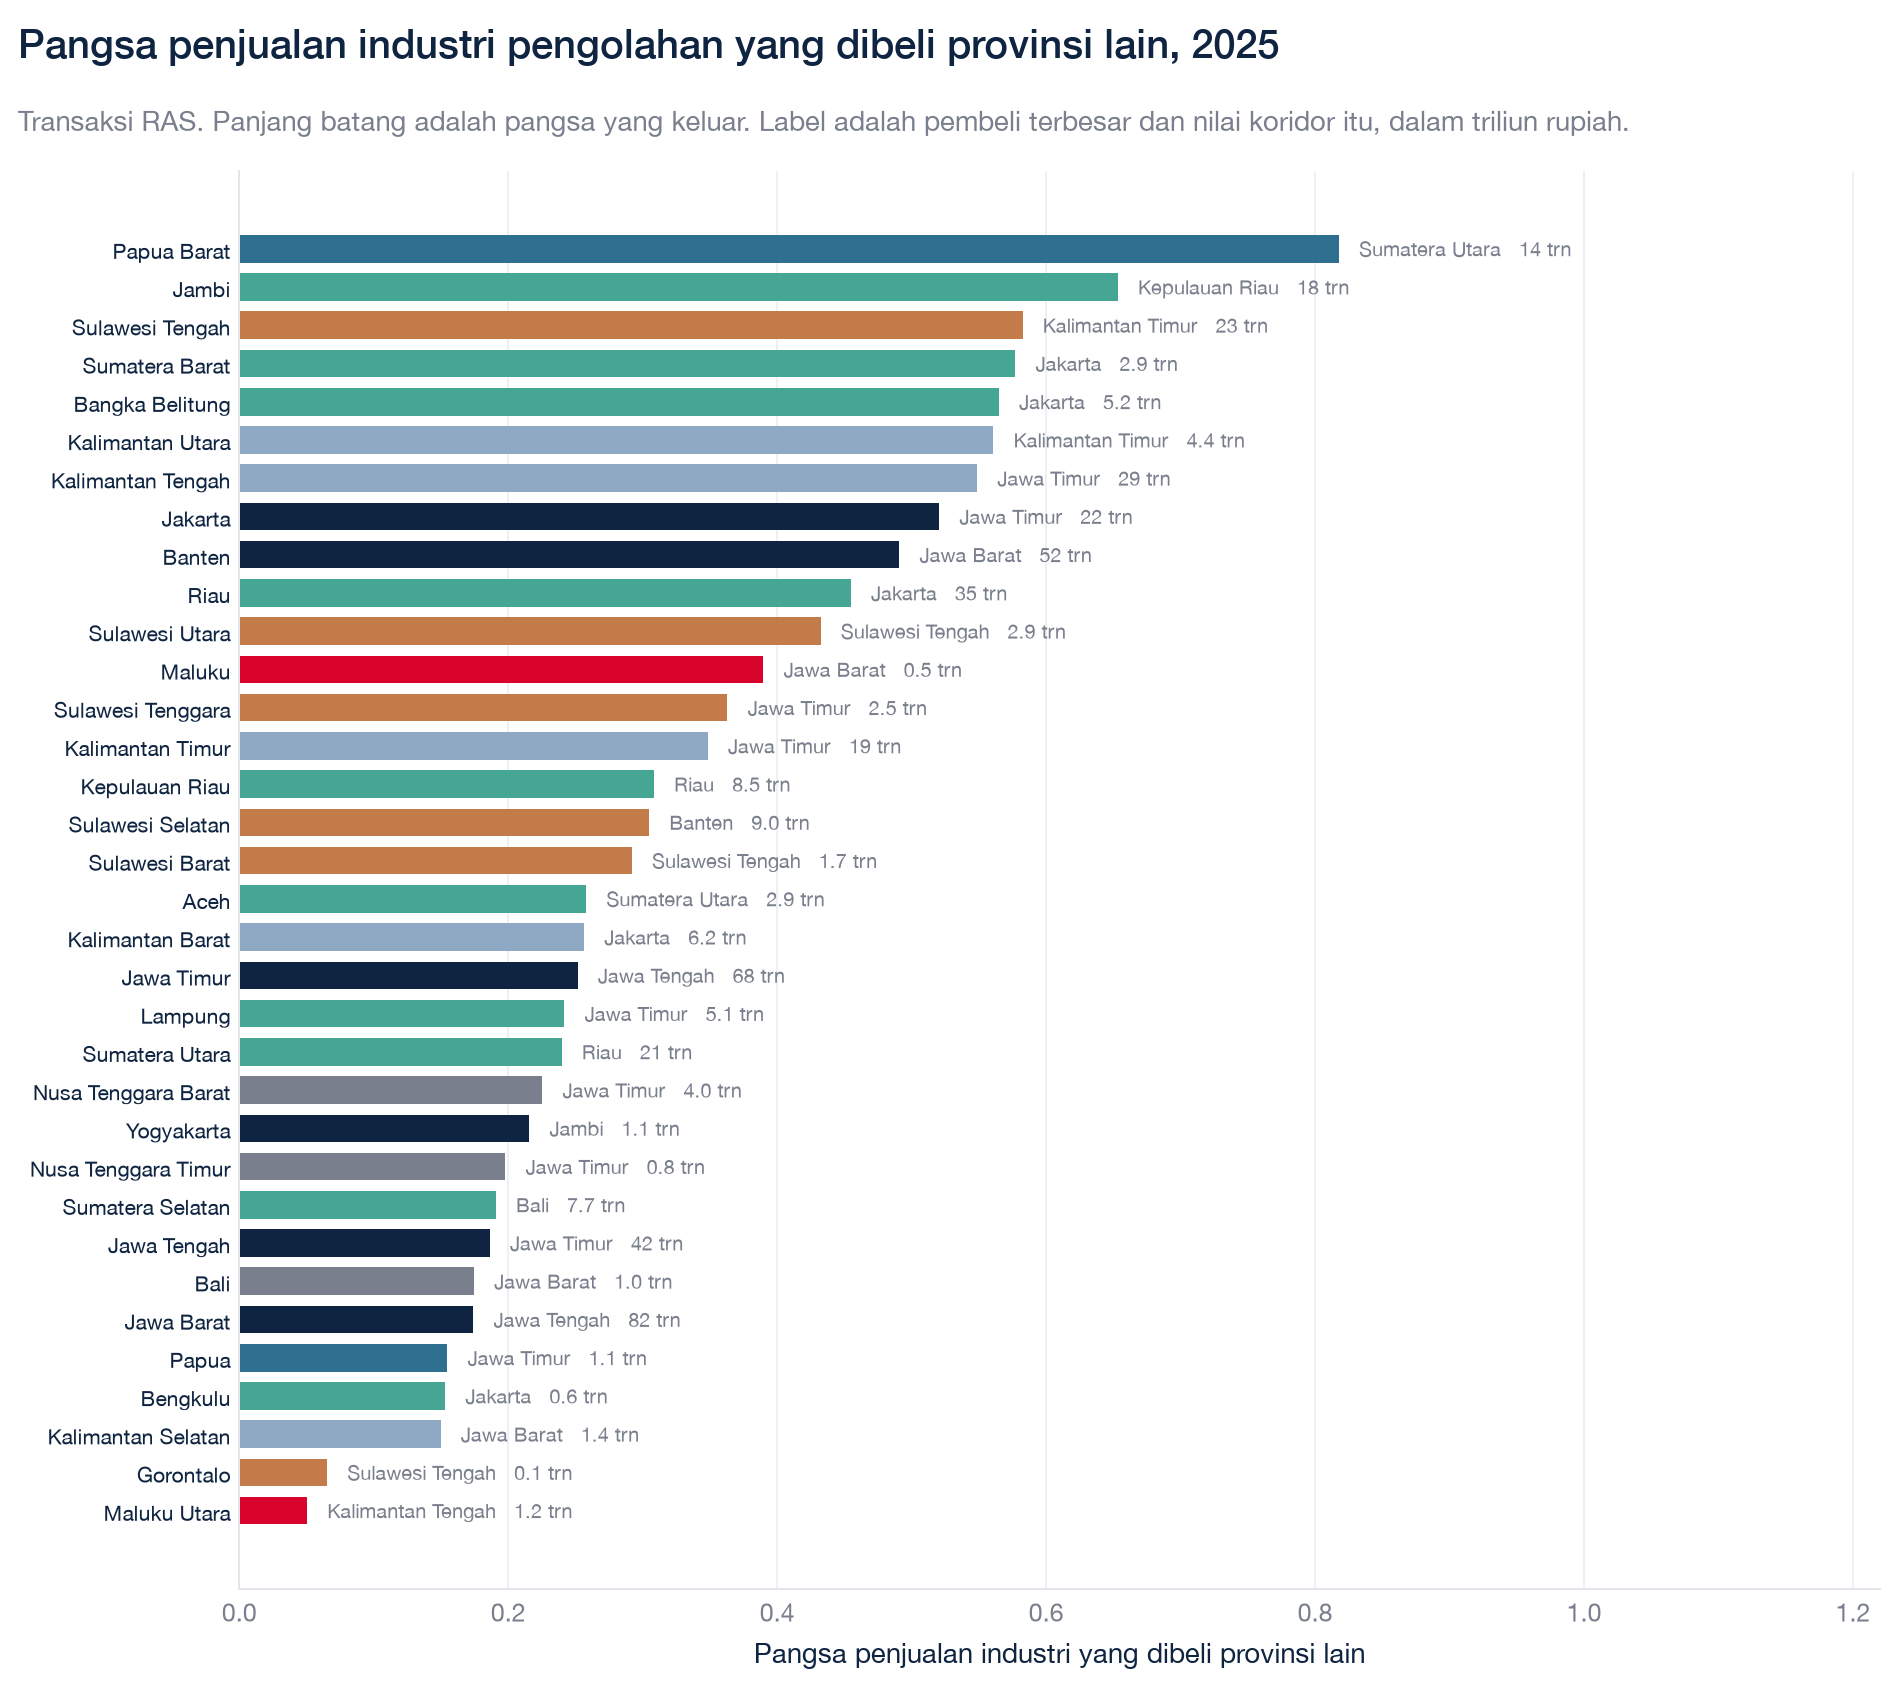 Pangsa penjualan industri pengolahan yang dibeli provinsi lain, 2025
Transaksi RAS. Panjang batang adalah pangsa yang keluar. Label adalah pembeli terbesar dan nilai koridor itu, dalam triliun rupiah.
Papua Barat Sumatera Utara 14 trn
Jambi Kepulauan Riau 18 trn
Sulawesi Tengah Kalimantan Timur 23 trn
Sumatera Barat Jakarta 2.9 trn
Bangka Belitung Jakarta 5.2 trn
Kalimantan Utara Kalimantan Timur 4.4 trn
Kalimantan Tengah Jawa Timur 29 trn
Jakarta Jawa Timur 22 trn
Banten Jawa Barat 52 trn
Riau Jakarta 35 trn
Sulawesi Utara Sulawesi Tengah 2.9 trn
Maluku Jawa Barat 0.5 trn
Sulawesi Tenggara Jawa Timur 2.5 trn
Kalimantan Timur Jawa Timur 19 trn
Kepulauan Riau Riau 8.5 trn
Sulawesi Selatan Banten 9.0 trn
Sulawesi Barat Sulawesi Tengah 1.7 trn
Aceh Sumatera Utara 2.9 trn
Kalimantan Barat Jakarta 6.2 trn
Jawa Timur Jawa Tengah 68 trn
Lampung Jawa Timur 5.1 trn
Sumatera Utara Riau 21 trn
Nusa Tenggara Barat Jawa Timur 4.0 trn
Yogyakarta Jambi 1.1 trn
Nusa Tenggara Timur Jawa Timur 0.8 trn
Sumatera Selatan Bali 7.7 trn
Jawa Tengah Jawa Timur 42 trn
Bali Jawa Barat 1.0 trn
Jawa Barat Jawa Tengah 82 trn
Papua Jawa Timur 1.1 trn
Bengkulu Jakarta 0.6 trn
Kalimantan Selatan Jawa Barat 1.4 trn
Gorontalo Sulawesi Tengah 0.1 trn
Maluku Utara Kalimantan Tengah 1.2 trn
0.0 0.2 0.4 0.6 0.8 1.0 1.2
Pangsa penjualan industri yang dibeli provinsi lain